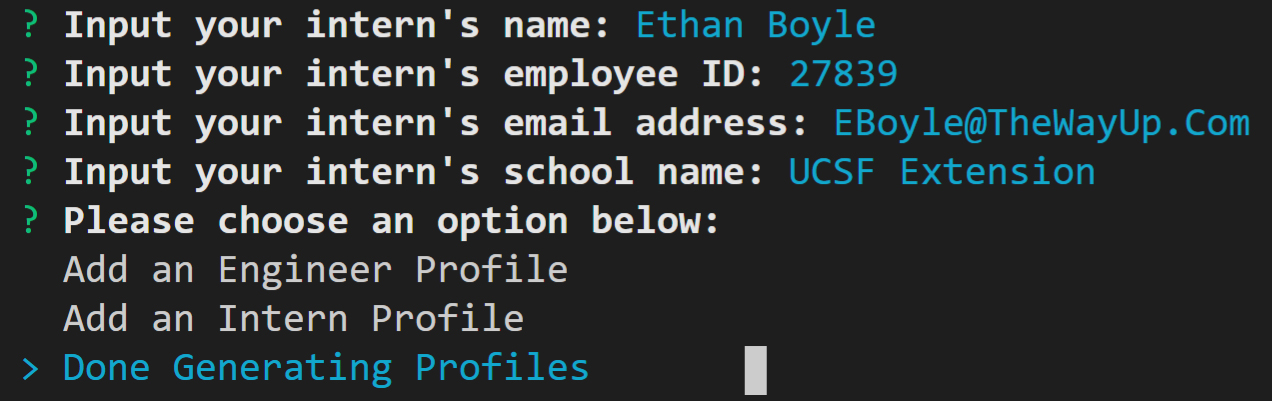 ? Input your intern's name: Ethan Boyle
? Input your intern's employee ID: 27839
? Input your intern's email address: EBoyle@TheWayUp.Com
? Input your intern's school name: UCSF Extension
? Please choose an option below:
Add an Engineer Profile
Add an Intern Profile
> Done Generating Profiles